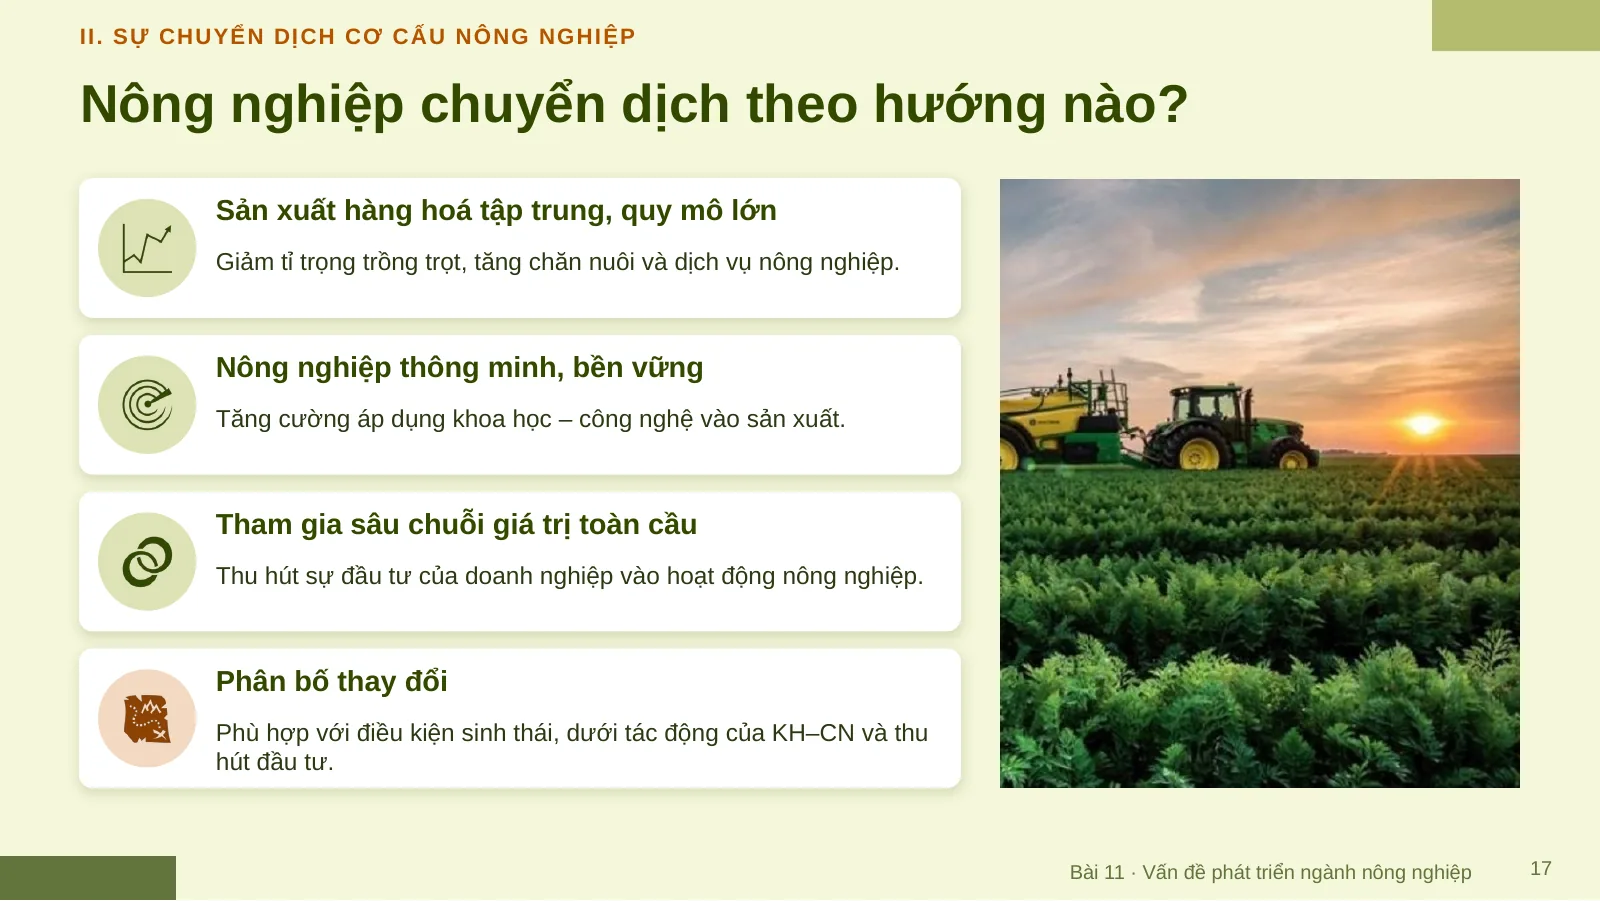 II. SỰ CHUYỂN DỊCH CƠ CẤU NÔNG NGHIỆP
Nông nghiệp chuyển dịch theo hướng nào?
Sản xuất hàng hoá tập trung, quy mô lớn
Giảm tỉ trọng trồng trọt, tăng chăn nuôi và dịch vụ nông nghiệp.
Nông nghiệp thông minh, bền vững
Tăng cường áp dụng khoa học – công nghệ vào sản xuất.
Tham gia sâu chuỗi giá trị toàn cầu
Thu hút sự đầu tư của doanh nghiệp vào hoạt động nông nghiệp.
Phân bố thay đổi
Phù hợp với điều kiện sinh thái, dưới tác động của KH–CN và thu
hút đầu tư.
Bài 11 · Vấn đề phát triển ngành nông nghiệp
17